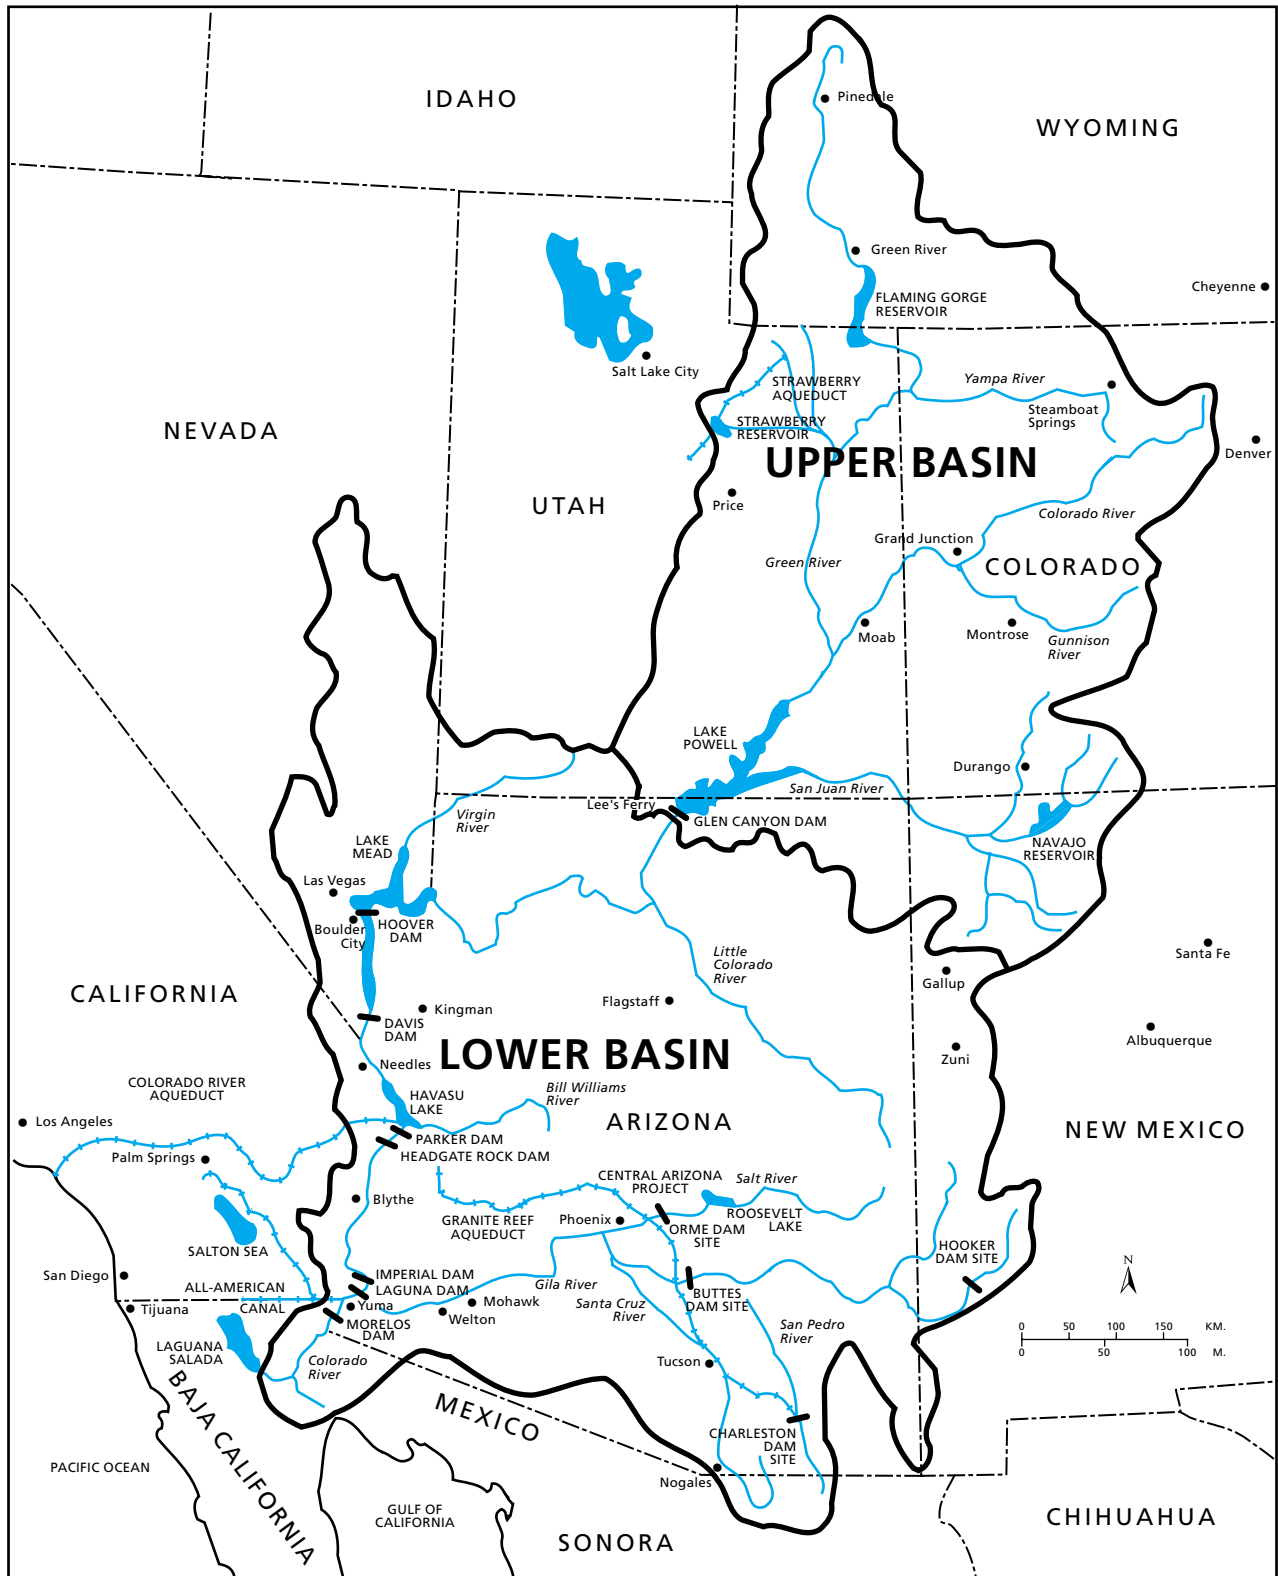 IDAHO
WYOMING
Pinedale
Green River
Cheyenne
FLAMING GORGE
RESERVOIR
Salt Lake City
STRAWBERRY
AQUEDUCT
Yampa River
Steamboat
Springs
STRAWBERRY
RESERVOIR
NEVADA
Denver
UPPER BASIN
UTAH
Price
Colorado River
Grand Junction
Green River
COLORADO
Moab
Montrose
Gunnison
River
LAKE
POWELL
Durango
San Juan River
Lee's Ferry
GLEN CANYON DAM
Virgin
River
NAVAJO
RESERVOIR
LAKE
MEAD
Las Vegas
Boulder
City
HOOVER
DAM
Little
Colorado
River
Santa Fe
Gallup
CALIFORNIA
Kingman
Flagstaff
DAVIS
DAM
Albuquerque
LOWER BASIN
Zuni
Needles
COLORADO RIVER
AQUEDUCT
HAVASU
LAKE
Bill Williams
River
Los Angeles
ARIZONA
NEW MEXICO
PARKER DAM
HEADGATE ROCK DAM
Palm Springs
CENTRAL ARIZONA
PROJECT
Salt River
Blythe
GRANITE REEF
AQUEDUCT
Phoenix
ROOSEVELT
LAKE
ORME DAM
SITE
SALTON SEA
HOOKER
DAM SITE
N
San Diego
IMPERIAL DAM
LAGUNA DAM
ALL-AMERICAN
CANAL
Gila River
BUTTES
DAM SITE
Tijuana
Yuma
Mohawk
Welton
Santa Cruz
River
San Pedro
River
MORELOS
DAM
0 50 100 150 KM.
0 50 100 M.
LAGUANA
SALADA
Colorado
River
Tucson
BAJA CALIFORNIA
MEXICO
CHARLESTON
DAM
SITE
PACIFIC OCEAN
Nogales
GULF OF
CALIFORNIA
SONORA
CHIHUAHUA